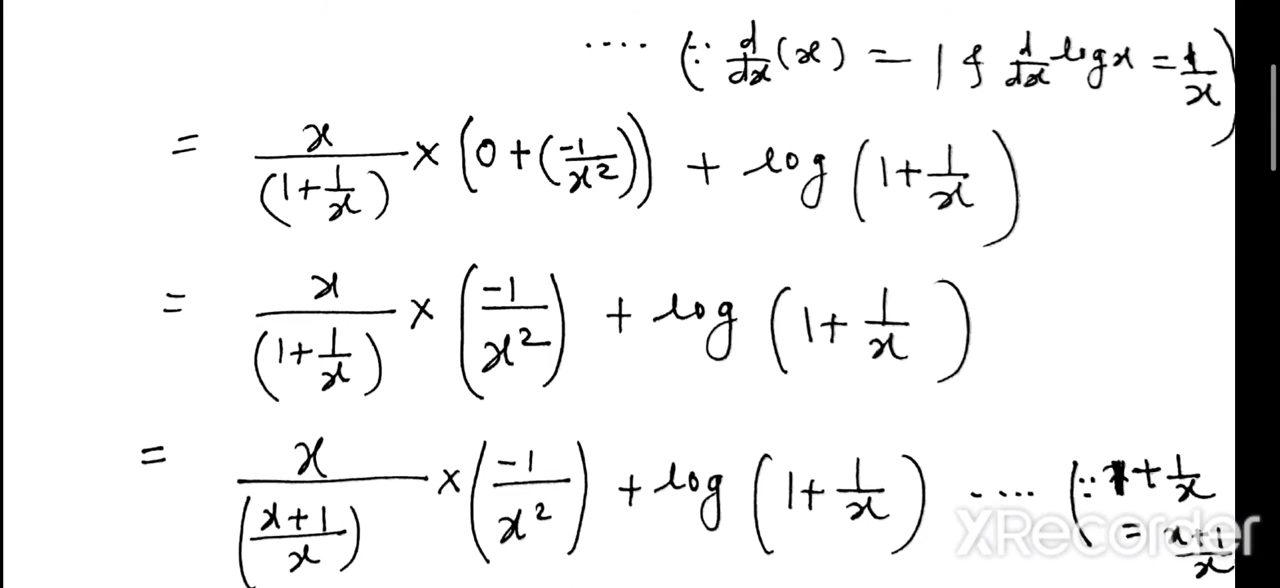 .... (∵ d/dx (x) = 1 & d/dx log x = 1/x)
= x/(1+1/x) × (0+(-1/x²)) + log (1+1/x)
= x/(1+1/x) × (-1/x²) + log (1+1/x)
= x/((x+1)/x) × (-1/x²) + log (1+1/x) .... (∵ 1+1/x
= (x+1)/x
XRecorder